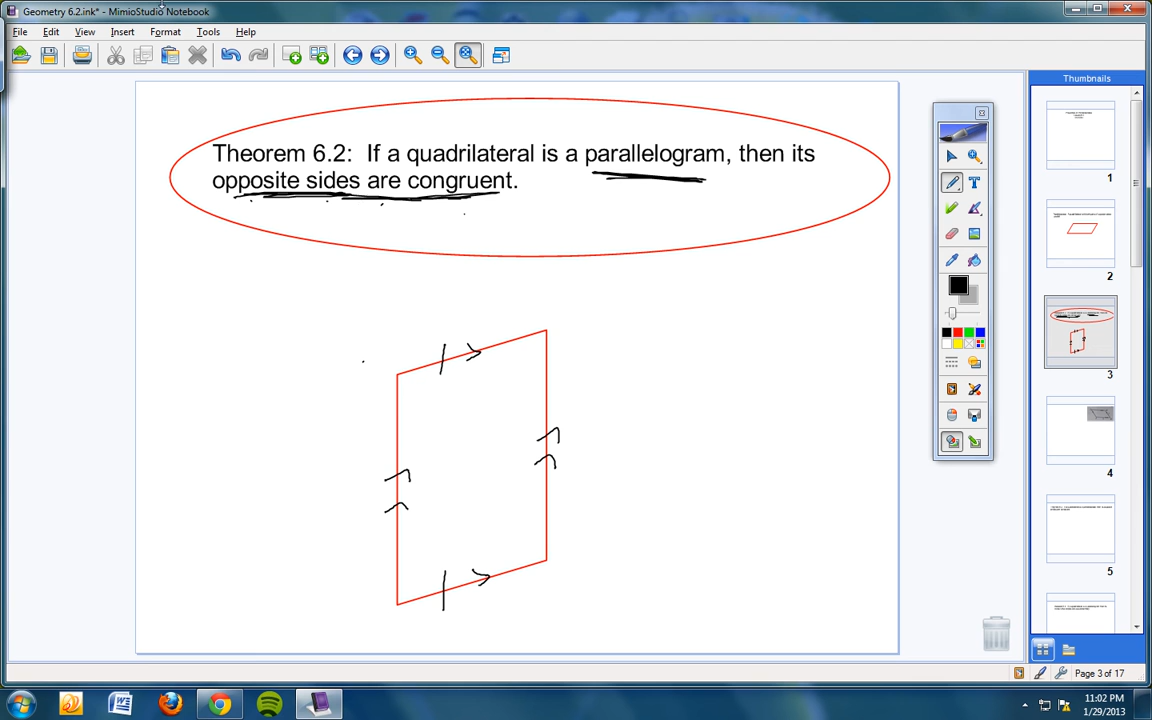 Geometry 6.2.ink* - MimioStudio Notebook
File Edit View Insert Format Tools Help
Thumbnails
Theorem 6.2: If a quadrilateral is a parallelogram, then its
opposite sides are congruent.
1
2
3
4
5
Page 3 of 17
11:02 PM
1/29/2013